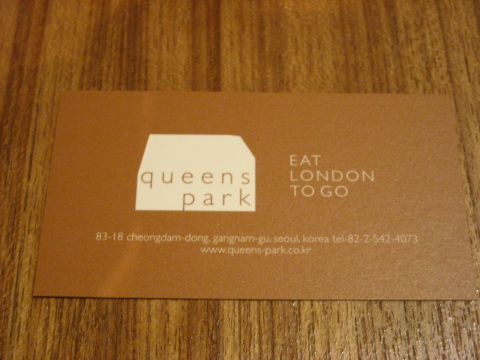 queens
park
EAT
LONDON
TO GO
83-18 cheongdam-dong, gangnam-gu, seoul, korea tel-82-2-542-4073
www.queens-park.co.kr